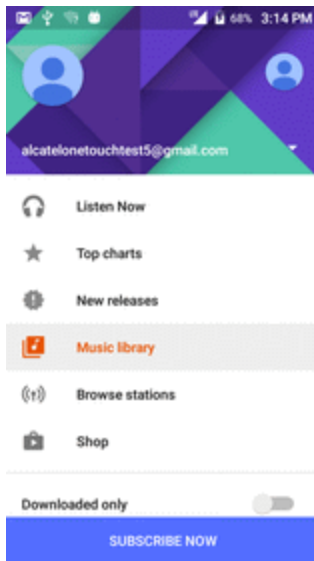 68% 3:14 PM
alcatelonetouchtest5@gmail.com
Listen Now
Top charts
New releases
Music library
Browse stations
Shop
Downloaded only
SUBSCRIBE NOW